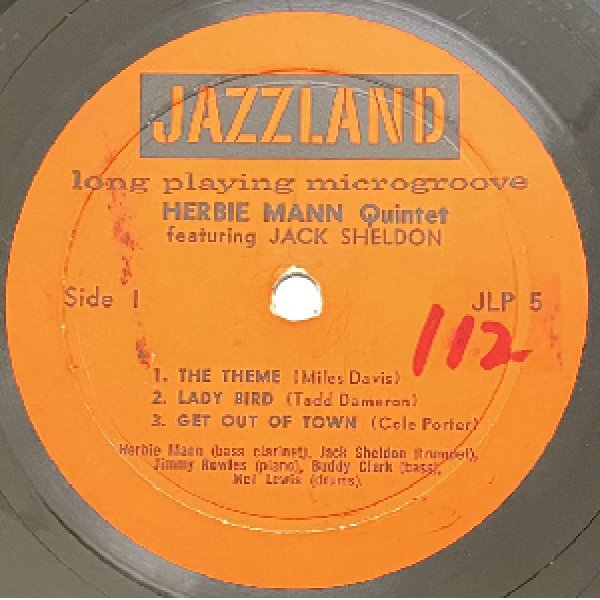 JAZZLAND
long playing microgroove
HERBIE MANN Quintet
featuring JACK SHELDON
Side 1
JLP 5
112
1. THE THEME (Miles Davis)
2. LADY BIRD (Tadd Dameron)
3. GET OUT OF TOWN (Cole Porter)
Herbie Mann (bass clarinet), Jack Sheldon (trumpet),
Jimmy Rowles (piano), Buddy Clark (bass),
Mel Lewis (drums).